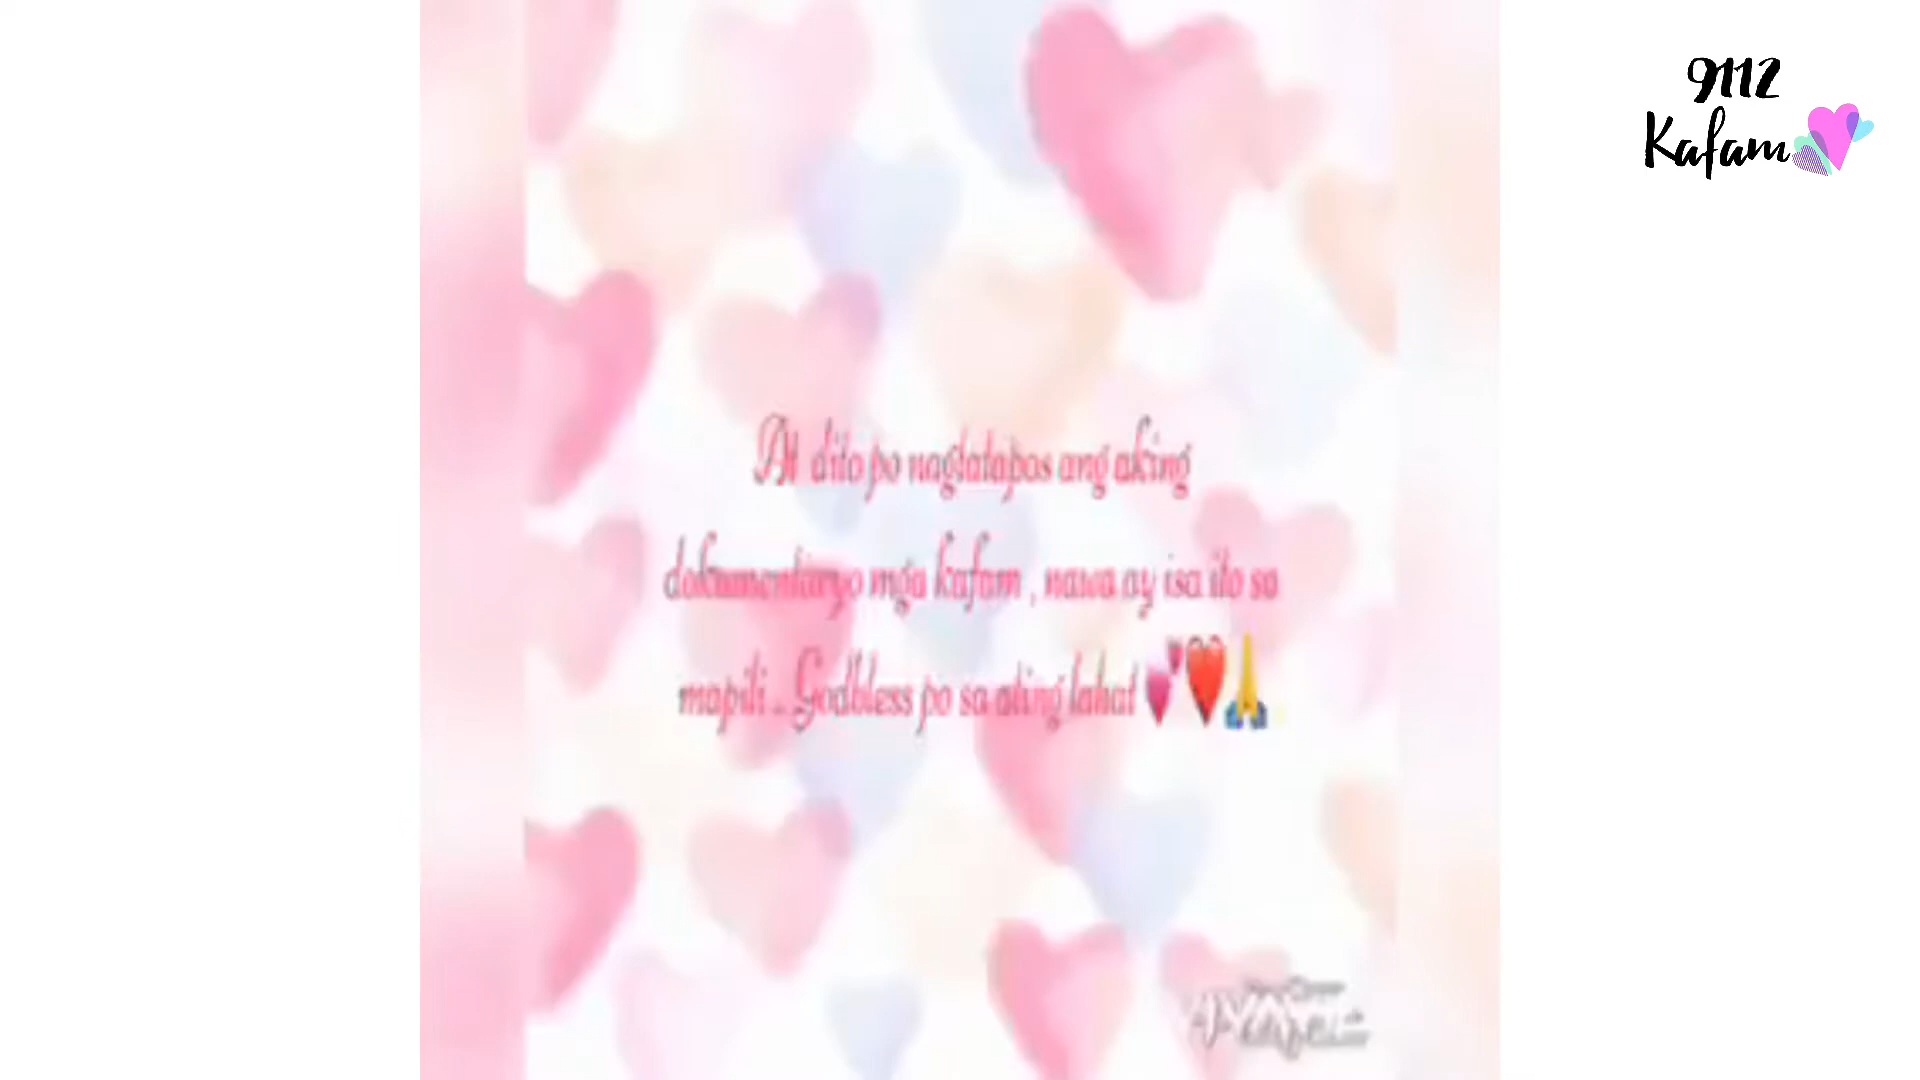 9112
Kafam
At dito po nagtatapos ang aking
dokumentaryo mga kafam , nawa ay isa ito sa
mapili .. Godbless po sa ating lahat 💕❤️🙏